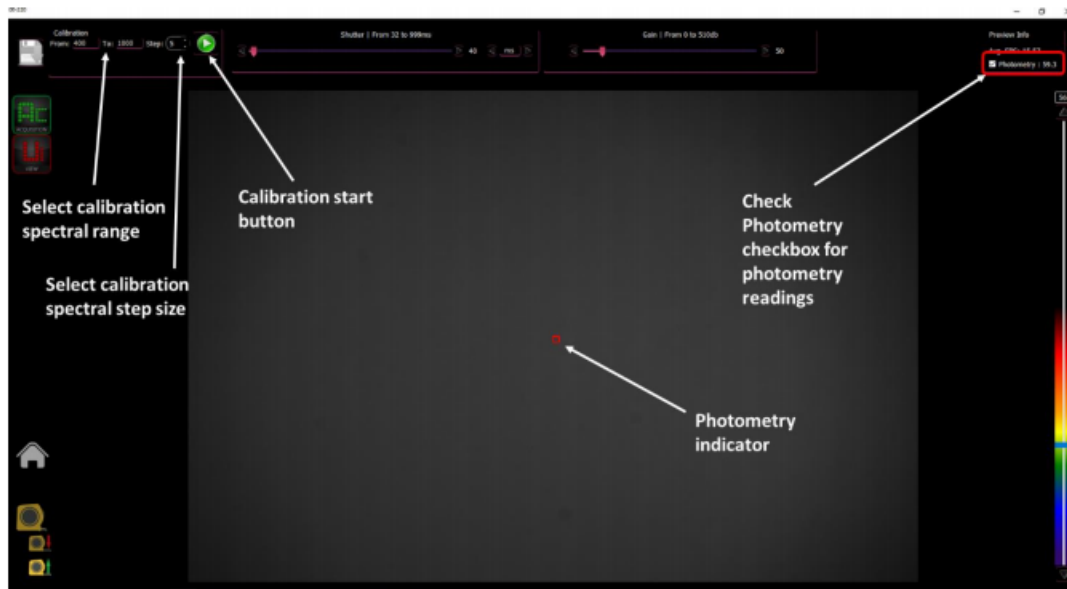 Calibration
From: 400 To: 1000 Step: 5
Shutter | From 32 to 999ms
40
ms
Gain | From 0 to 510db
50
Preview Info
Photometry : 59.3
ACQUISITION
VIEW
Select calibration
spectral range
Calibration start
button
Select calibration
spectral step size
Check
Photometry
checkbox for
photometry
readings
Photometry
indicator